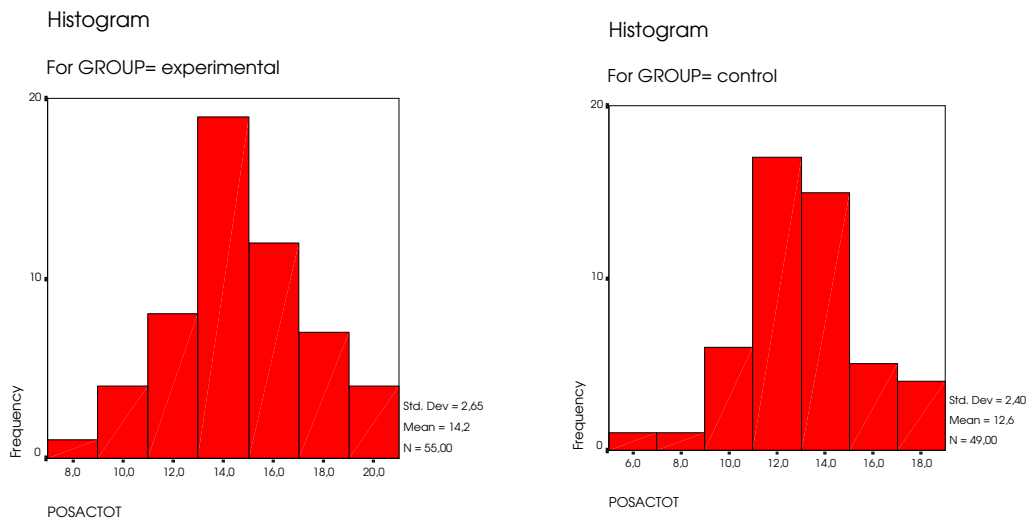 Histogram
For GROUP= experimental
20
10
0
Frequency
8,0 10,0 12,0 14,0 16,0 18,0 20,0
Std. Dev = 2,65
Mean = 14,2
N = 55,00
POSACTOT
Histogram
For GROUP= control
20
10
0
Frequency
6,0 8,0 10,0 12,0 14,0 16,0 18,0
Std. Dev = 2,40
Mean = 12,6
N = 49,00
POSACTOT